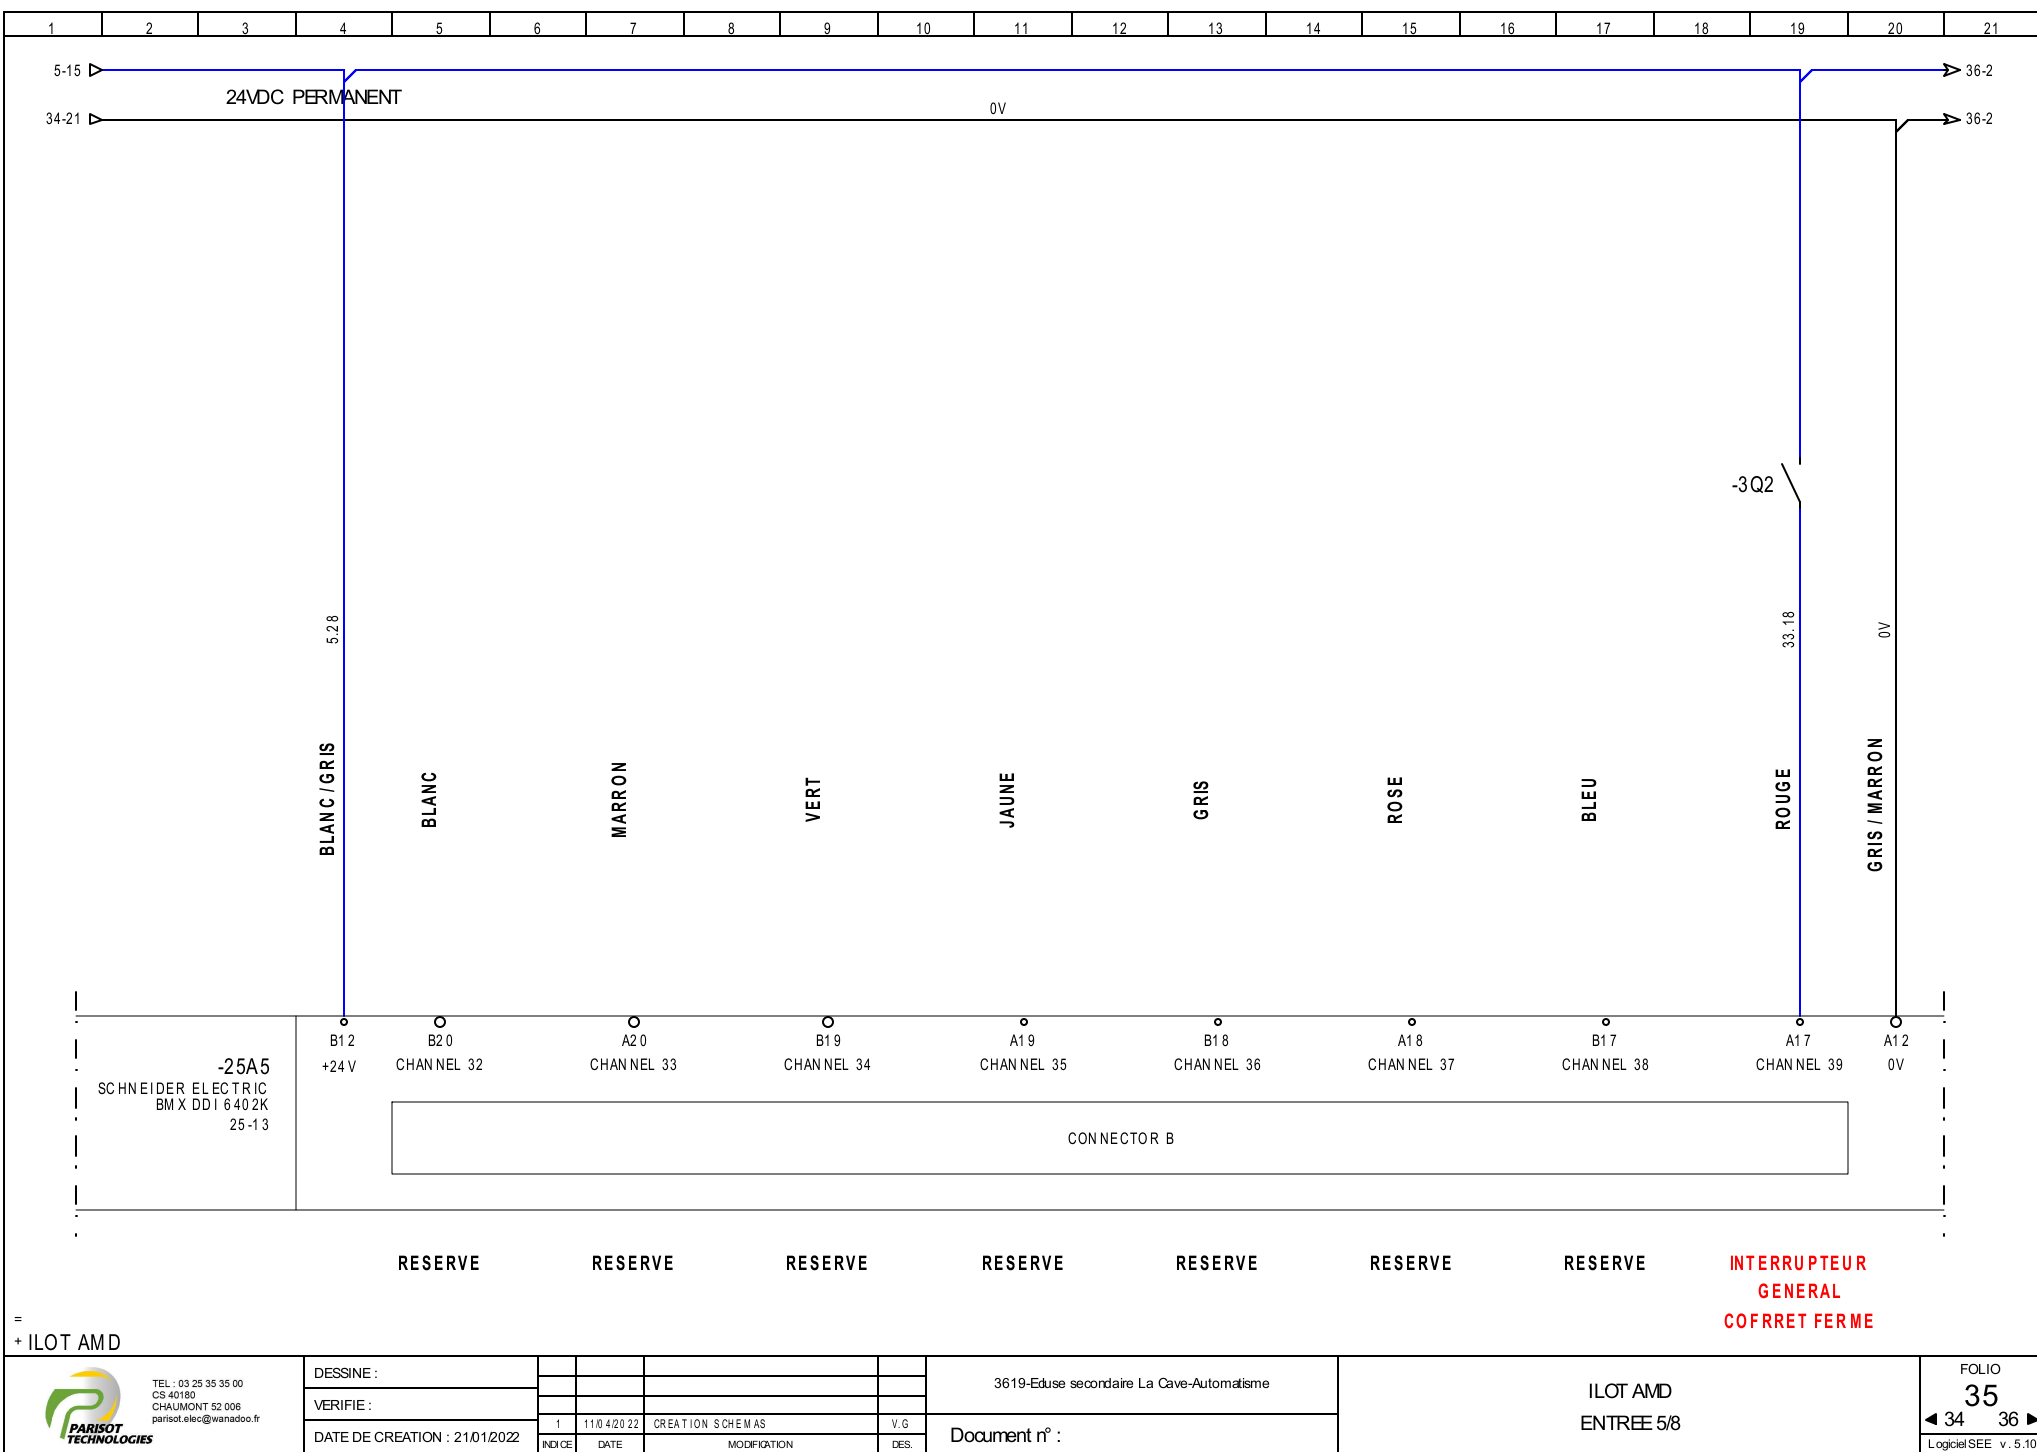 1 2 3 4 5 6 7 8 9 10 11 12 13 14 15 16 17 18 19 20 21
5-15
36-2
24VDC PERMANENT
0V
34-21
36-2
-3Q2
5.28
33.18
0V
BLANC / GRIS
BLANC
MARRON
VERT
JAUNE
GRIS
ROSE
BLEU
ROUGE
GRIS / MARRON
B12 B20 A20 B19 A19 B18 A18 B17 A17 A12
+24V CHANNEL 32 CHANNEL 33 CHANNEL 34 CHANNEL 35 CHANNEL 36 CHANNEL 37 CHANNEL 38 CHANNEL 39 0V
-25A5
SCHNEIDER ELECTRIC
BMX DDI 6402K
25-13
CONNECTOR B
RESERVE RESERVE RESERVE RESERVE RESERVE RESERVE RESERVE INTERRUPTEUR
GENERAL
COFRRET FERME
=
+ ILOT AMD
PARISOT
TECHNOLOGIES
TEL : 03 25 35 35 00
CS 40180
CHAUMONT 52 006
parisot.elec@wanadoo.fr
DESSINE :
VERIFIE :
DATE DE CREATION : 21/01/2022
1 11/04/2022 CREATION SCHEMAS V.G
INDICE DATE MODIFICATION DES.
3619-Eduse secondaire La Cave-Automatisme
Document n° :
ILOT AMD
ENTREE 5/8
FOLIO
35
34 36
Logiciel SEE v. 5.10